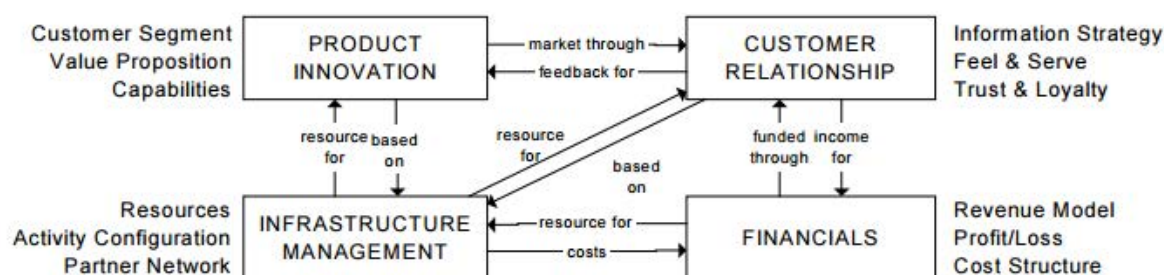 Customer Segment
Value Proposition
Capabilities
PRODUCT
INNOVATION
market through
feedback for
CUSTOMER
RELATIONSHIP
Information Strategy
Feel & Serve
Trust & Loyalty
resource
for
based
on
resource
for
based
on
funded
through
income
for
Resources
Activity Configuration
Partner Network
INFRASTRUCTURE
MANAGEMENT
resource for
costs
FINANCIALS
Revenue Model
Profit/Loss
Cost Structure